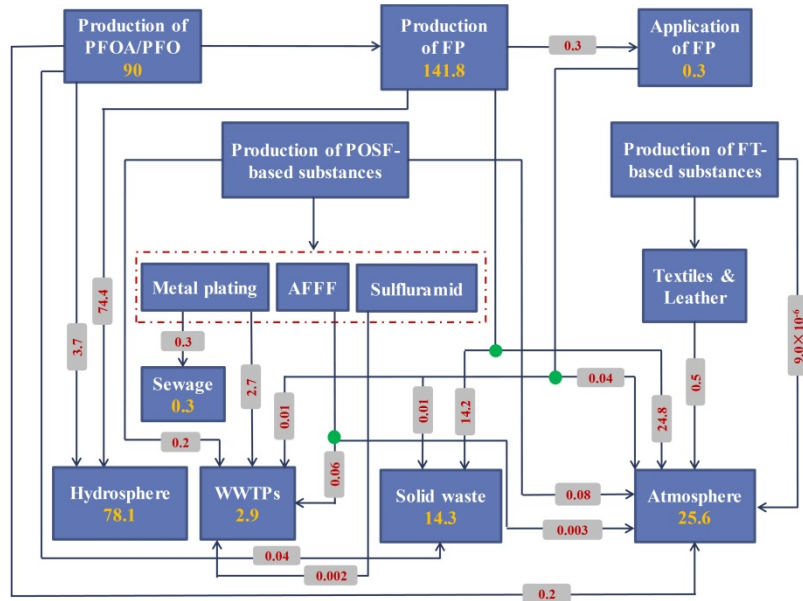 Production of
PFOA/PFO
90
Production
of FP
141.8
0.3
Application
of FP
0.3
Production of POSF-
based substances
Production of FT-
based substances
Metal plating
AFFF
Sulfluramid
Textiles &
Leather
74.4
3.7
0.3
2.7
Sewage
0.3
0.01
0.01
14.2
0.04
24.8
0.5
9.0×10⁻⁶
0.2
0.06
Hydrosphere
78.1
WWTPs
2.9
Solid waste
14.3
0.08
0.003
Atmosphere
25.6
0.04
0.002
0.2